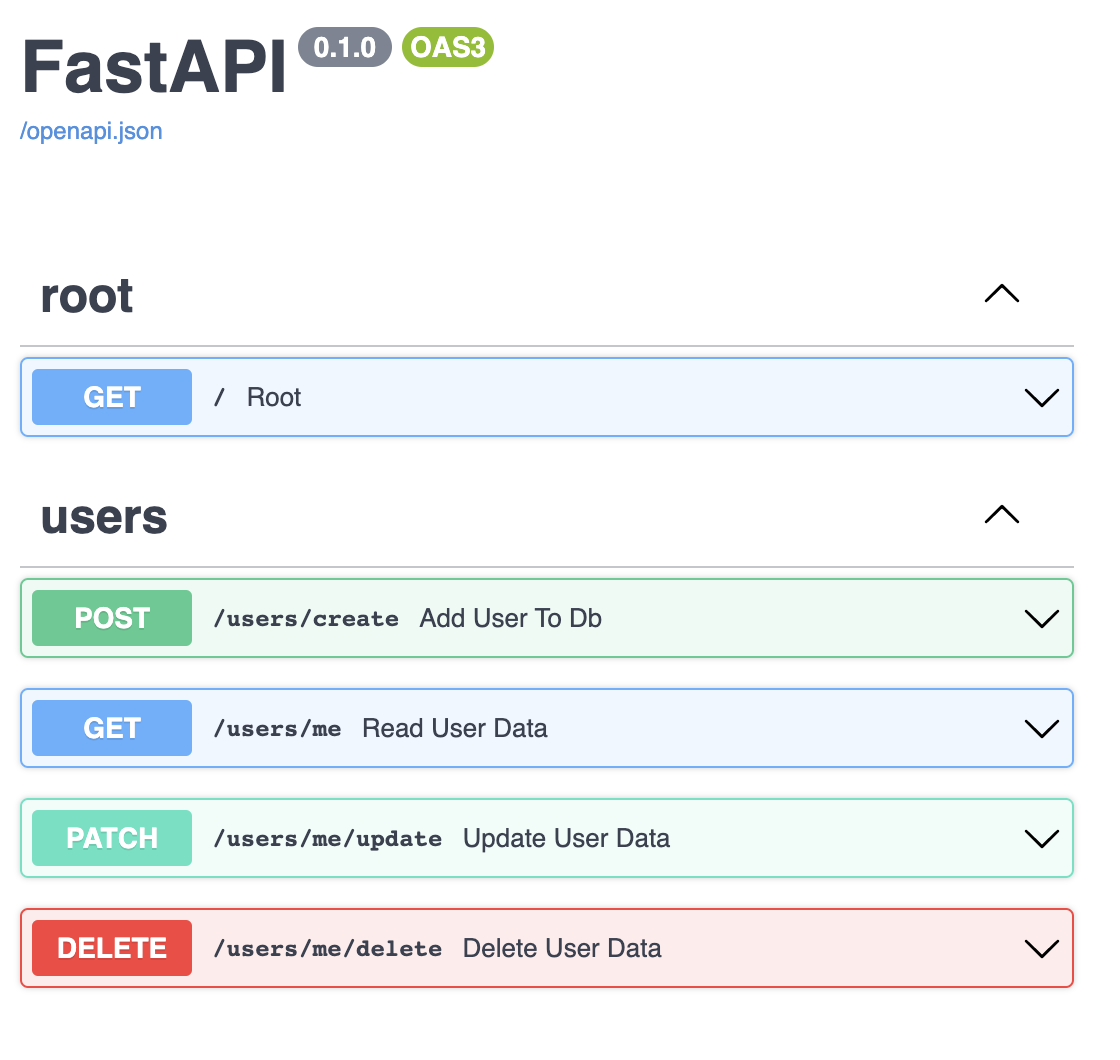 FastAPI 0.1.0 OAS3
/openapi.json
root
GET / Root
users
POST /users/create Add User To Db
GET /users/me Read User Data
PATCH /users/me/update Update User Data
DELETE /users/me/delete Delete User Data